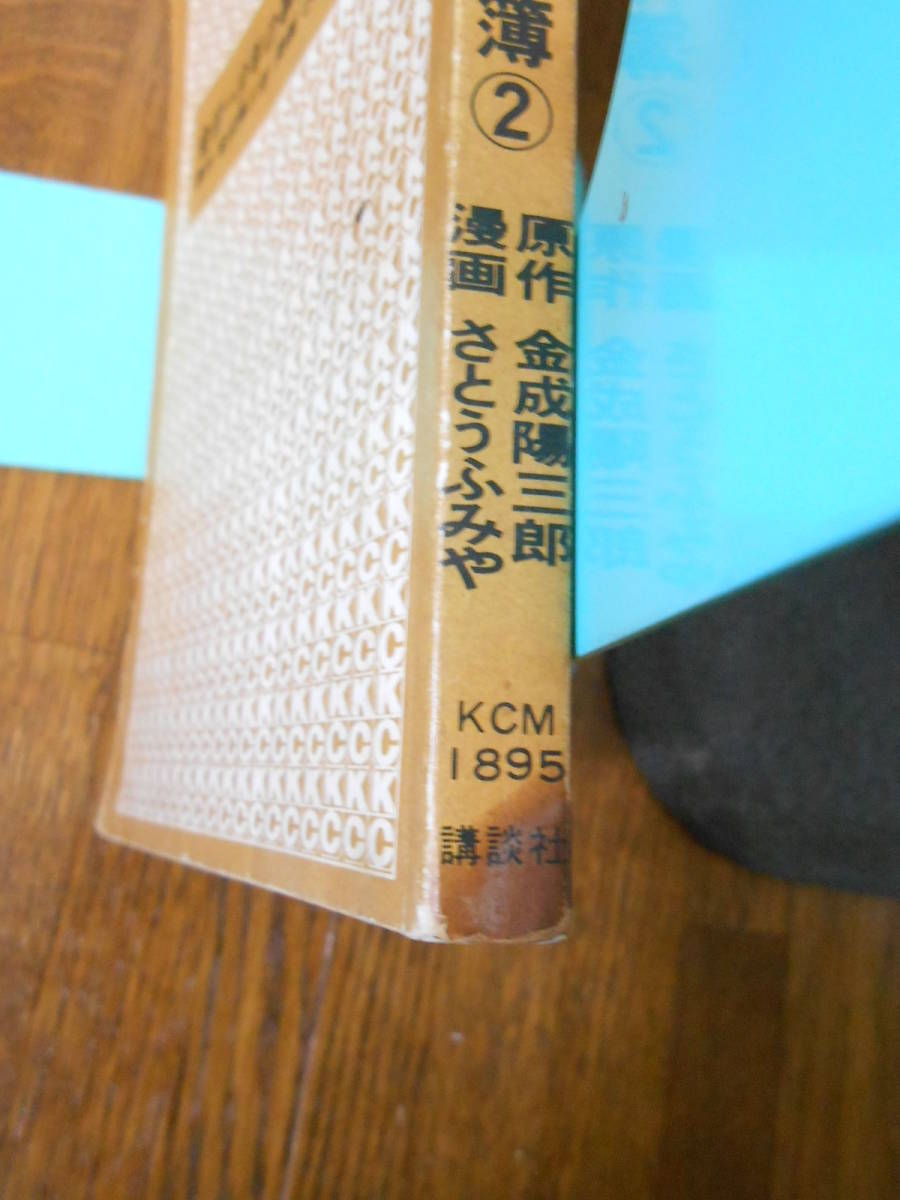 簿②
原作 金成陽三郎
漫画 さとうふみや
KCM
1895
講談社